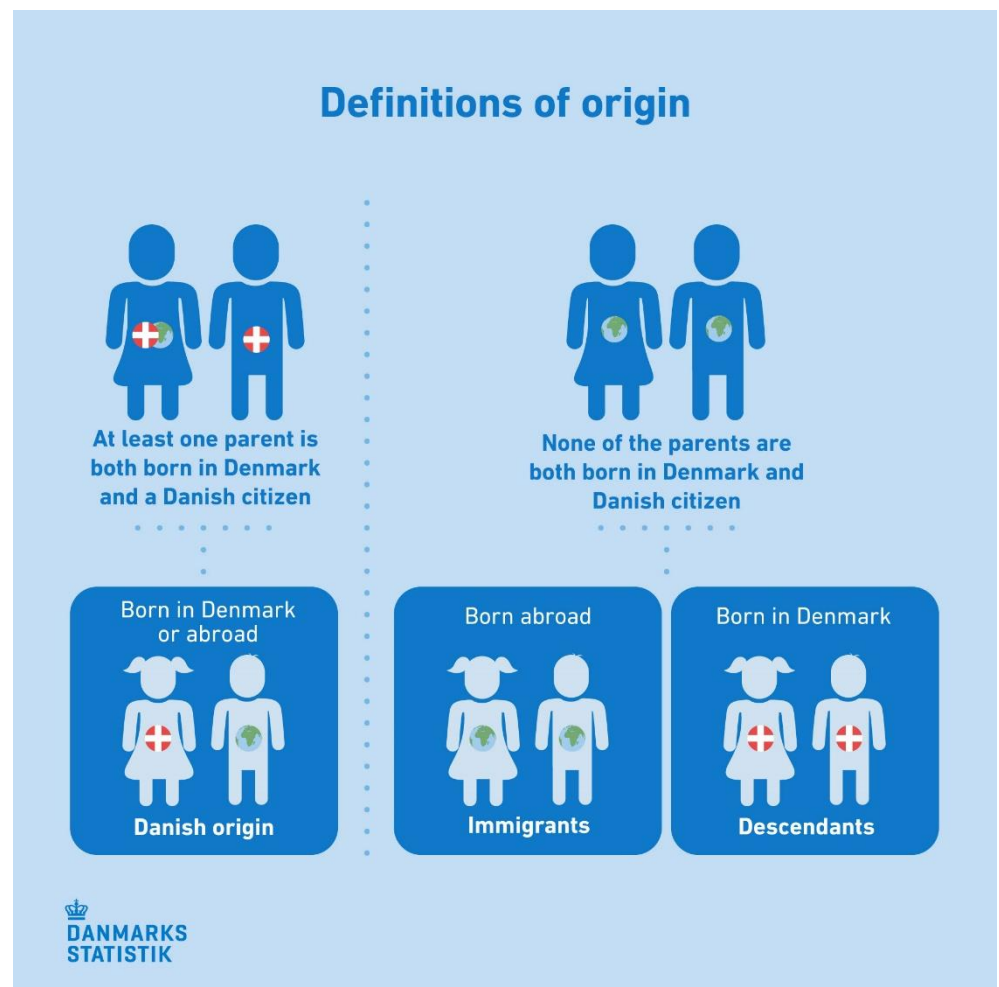 Definitions of origin
At least one parent is
both born in Denmark
and a Danish citizen
None of the parents are
both born in Denmark and
Danish citizen
Born in Denmark
or abroad
Danish origin
Born abroad
Immigrants
Born in Denmark
Descendants
DANMARKS
STATISTIK